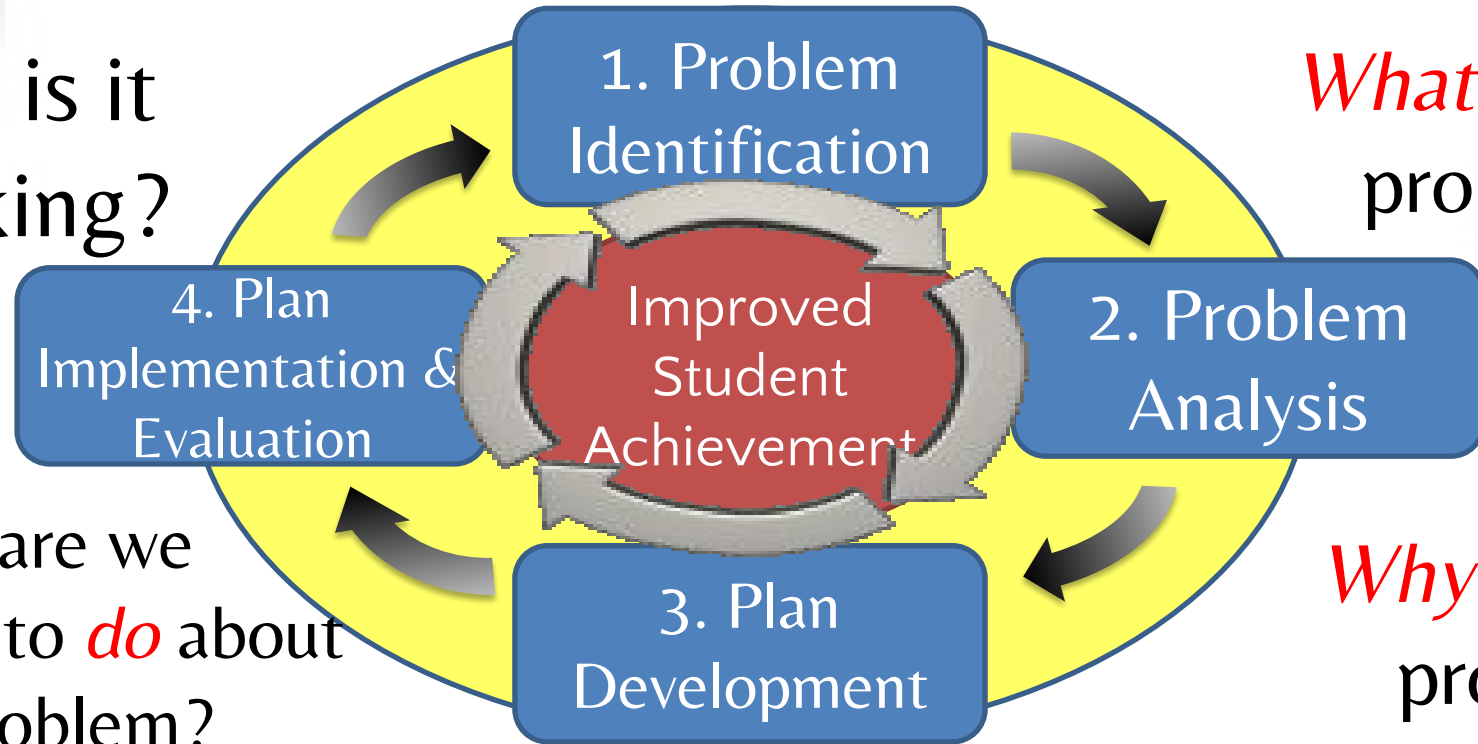 1. Problem
Identification
is it
king?
What
pro
4. Plan
Implementation &
Evaluation
Improved
Student
Achievement
2. Problem
Analysis
are we
to do about
oblem?
3. Plan
Development
Why
pro